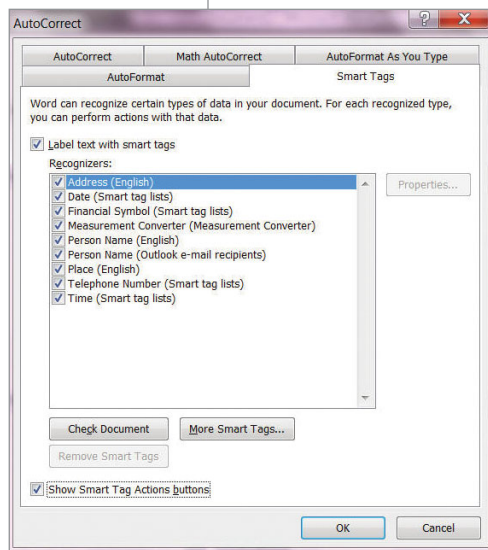 AutoCorrect
AutoCorrect
Math AutoCorrect
AutoFormat As You Type
AutoFormat
Smart Tags
Word can recognize certain types of data in your document. For each recognized type,
you can perform actions with that data.
Label text with smart tags
Recognizers:
Address (English)
Properties...
Date (Smart tag lists)
Financial Symbol (Smart tag lists)
Measurement Converter (Measurement Converter)
Person Name (English)
Person Name (Outlook e-mail recipients)
Place (English)
Telephone Number (Smart tag lists)
Time (Smart tag lists)
Check Document
More Smart Tags...
Remove Smart Tags
Show Smart Tag Actions buttons
OK
Cancel